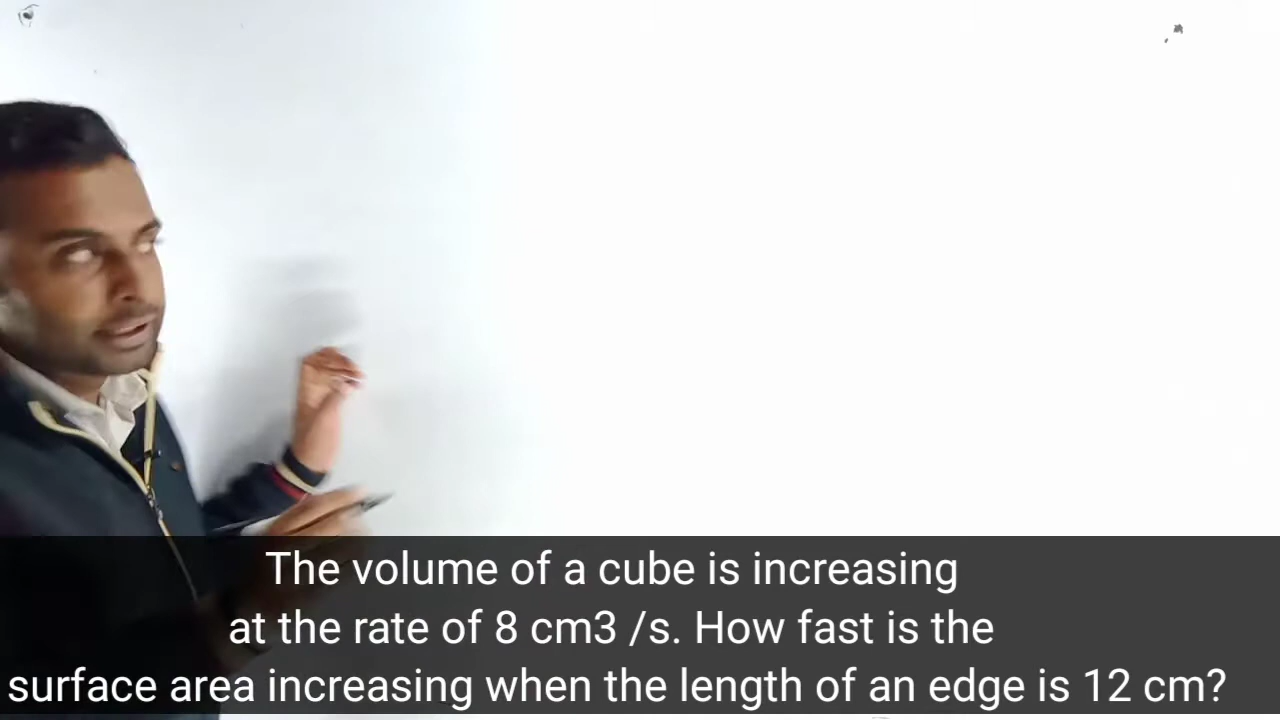 The volume of a cube is increasing
at the rate of 8 cm3 /s. How fast is the
surface area increasing when the length of an edge is 12 cm?